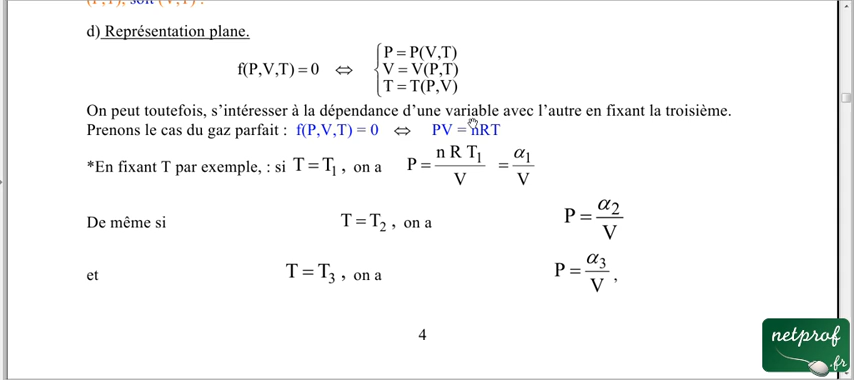 d) Représentation plane.
f(P,V,T) = 0 ⇔ { P = P(V,T)
V = V(P,T)
T = T(P,V)
On peut toutefois, s'intéresser à la dépendance d'une variable avec l'autre en fixant la troisième.
Prenons le cas du gaz parfait : f(P,V,T) = 0 ⇔ PV = nRT
*En fixant T par exemple, : si T = T₁ , on a P = n R T₁ / V = α₁ / V
De même si T = T₂ , on a P = α₂ / V
et T = T₃ , on a P = α₃ / V ,
4
netprof
.fr